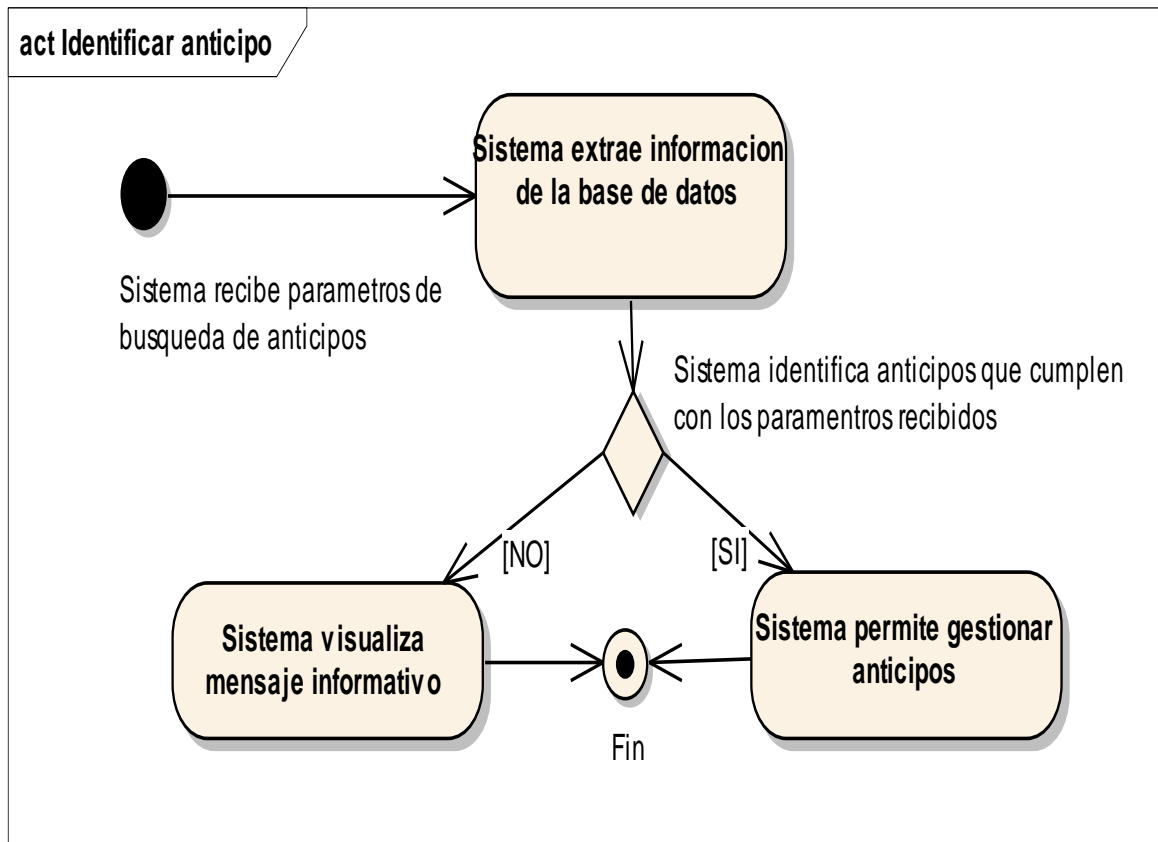 act Identificar anticipo
Sistema extrae informacion
de la base de datos
Sistema recibe parametros de
busqueda de anticipos
Sistema identifica anticipos que cumplen
con los paramentros recibidos
[NO]
[SI]
Sistema visualiza
mensaje informativo
Sistema permite gestionar
anticipos
Fin